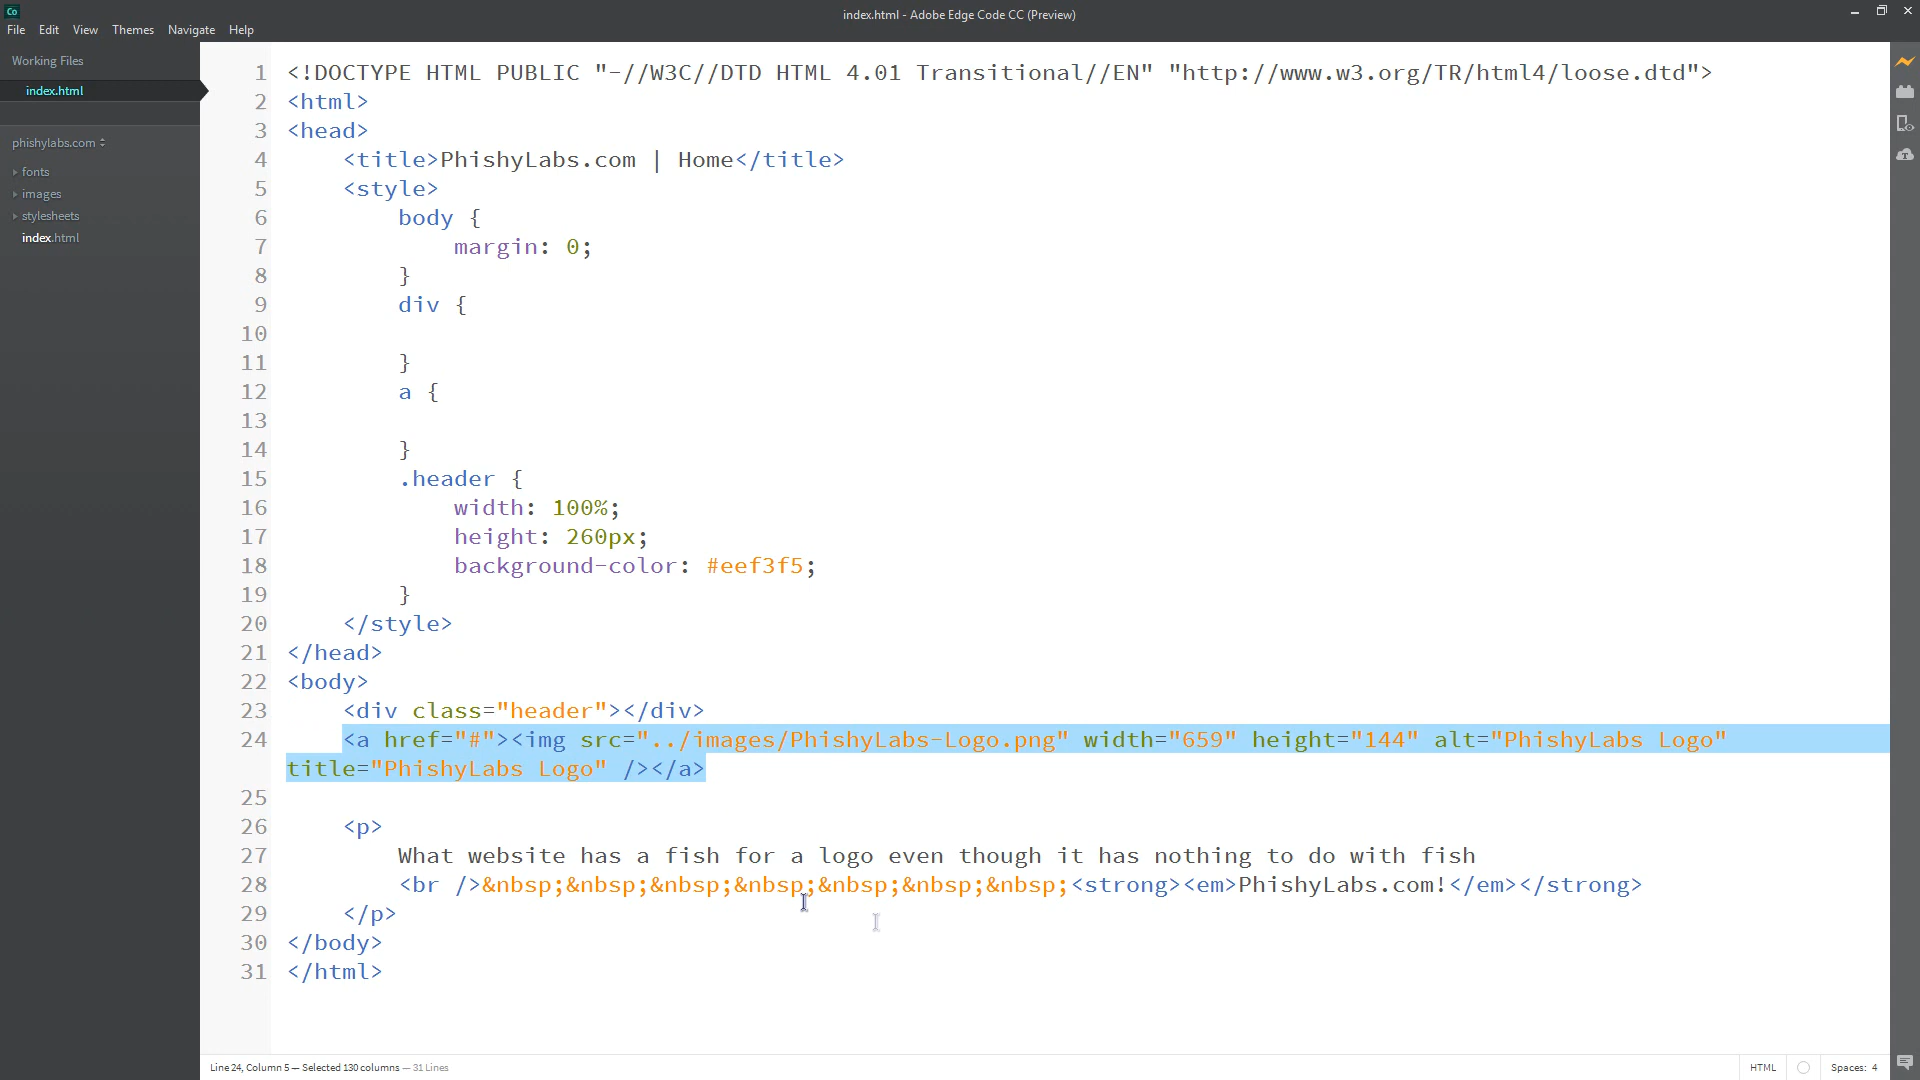 Co
index.html - Adobe Edge Code CC (Preview)
File Edit View Themes Navigate Help
Working Files
index.html
phishylabs.com
fonts
images
stylesheets
index.html
1 <!DOCTYPE HTML PUBLIC "-//W3C//DTD HTML 4.01 Transitional//EN" "http://www.w3.org/TR/html4/loose.dtd">
2 <html>
3 <head>
4     <title>PhishyLabs.com | Home</title>
5     <style>
6         body {
7             margin: 0;
8         }
9         div {
10
11         }
12         a {
13
14         }
15         .header {
16             width: 100%;
17             height: 260px;
18             background-color: #eef3f5;
19         }
20     </style>
21 </head>
22 <body>
23     <div class="header"></div>
24     <a href="#"><img src="../images/PhishyLabs-Logo.png" width="659" height="144" alt="PhishyLabs Logo"
title="PhishyLabs Logo" /></a>
25
26     <p>
27         What website has a fish for a logo even though it has nothing to do with fish
28         <br />&nbsp;&nbsp;&nbsp;&nbsp;&nbsp;&nbsp;&nbsp;<strong><em>PhishyLabs.com!</em></strong>
29     </p>
30 </body>
31 </html>
Line 24, Column 5 — Selected 130 columns — 31 Lines
HTML Spaces: 4